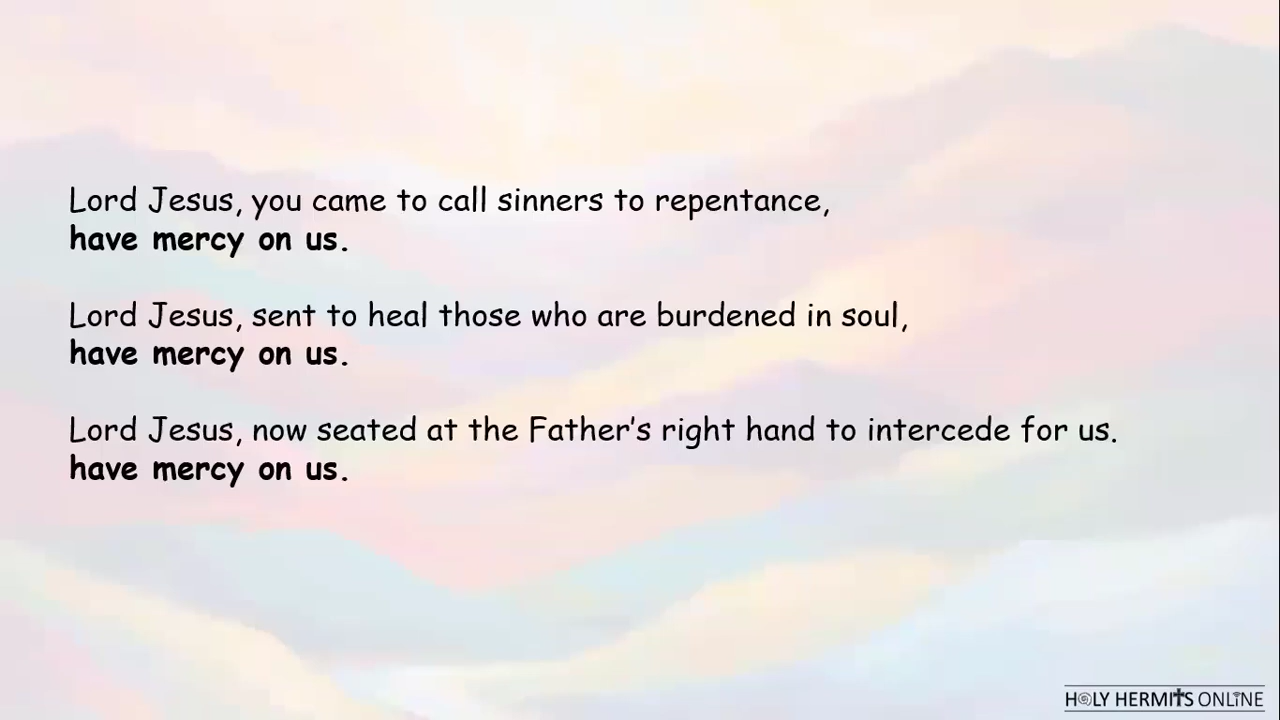 Lord Jesus, you came to call sinners to repentance,
have mercy on us.
Lord Jesus, sent to heal those who are burdened in soul,
have mercy on us.
Lord Jesus, now seated at the Father's right hand to intercede for us.
have mercy on us.
HOLY HERMITS ONLINE